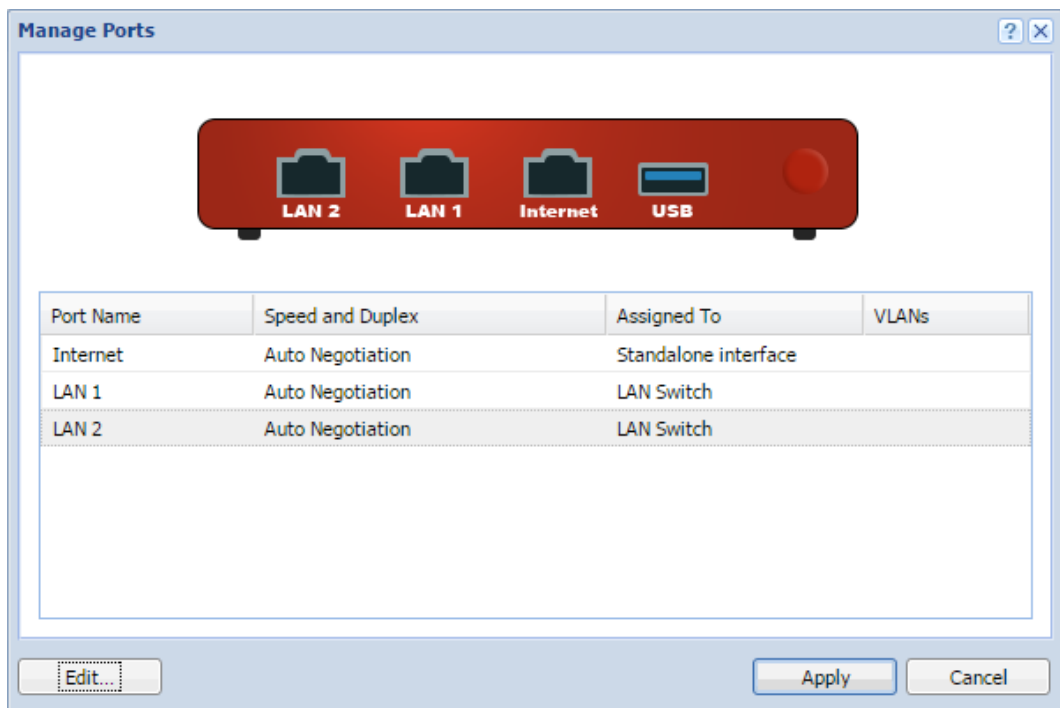 Manage Ports
?
LAN 2 LAN 1 Internet USB
Port Name Speed and Duplex Assigned To VLANs
Internet Auto Negotiation Standalone interface
LAN 1 Auto Negotiation LAN Switch
LAN 2 Auto Negotiation LAN Switch
Edit... Apply Cancel